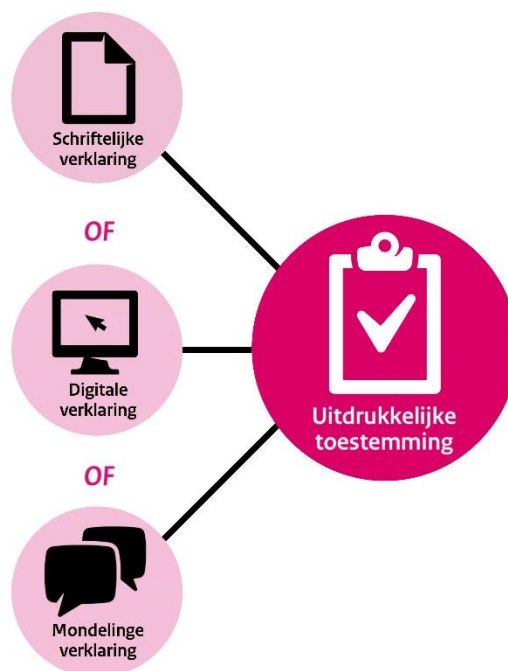 Schriftelijke
verklaring
OF
Digitale
verklaring
OF
Mondelinge
verklaring
Uitdrukkelijke
toestemming